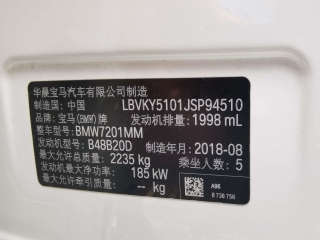 华晨宝马汽车有限公司制造
制造国：中国 LBVKY5101JSP94510
品牌：宝马(BMW)牌 发动机排量：1998 mL
整车型号：BMW7201MM
发动机型号：B48B20D 制造年月：2018-08
最大允许总质量：2235 kg 乘坐人数：5
发动机最大净功率：185 kW
最大允许牵引质量：-- kg
A96
8 738 756